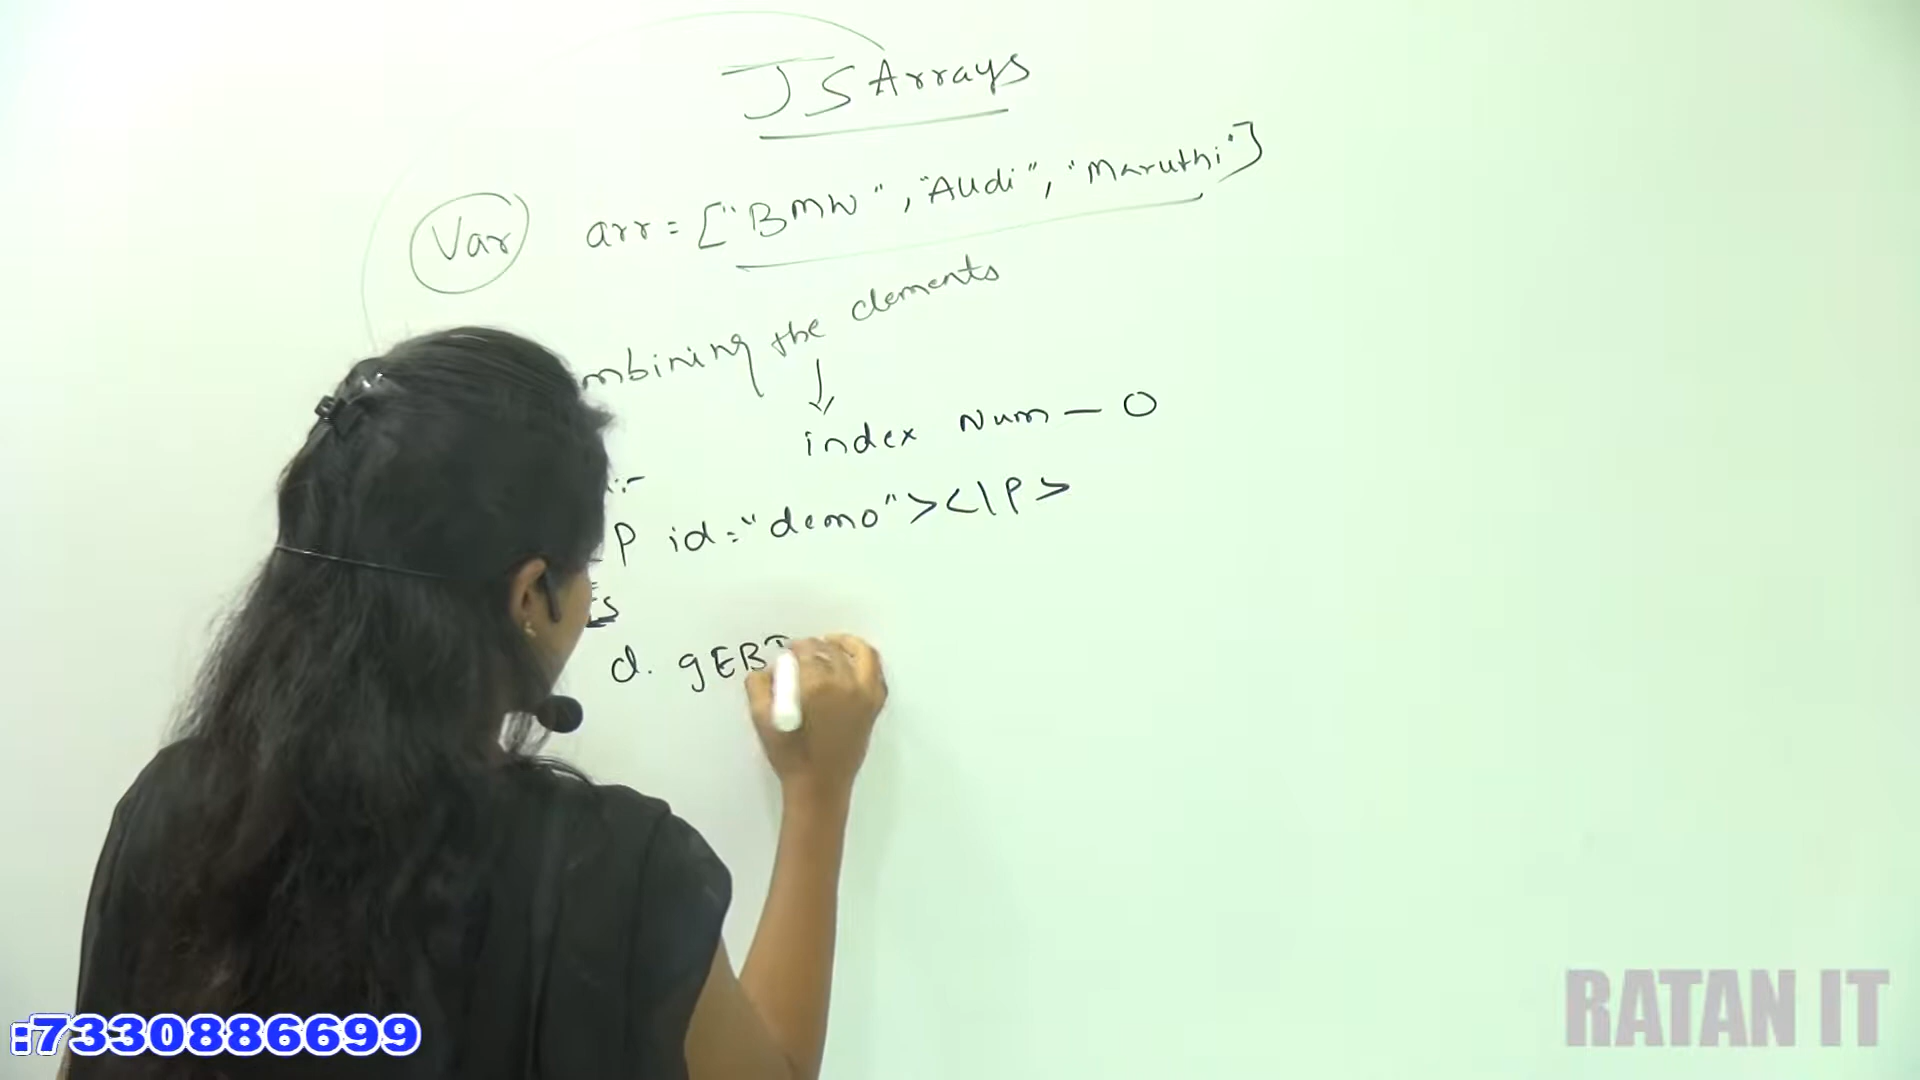 JS Arrays
Var arr = ["BMW", "Audi", "Maruthi"]
mbining the elements
index Num - 0
P id="demo"><\P>
d. gEB
:7330886699
RATAN IT